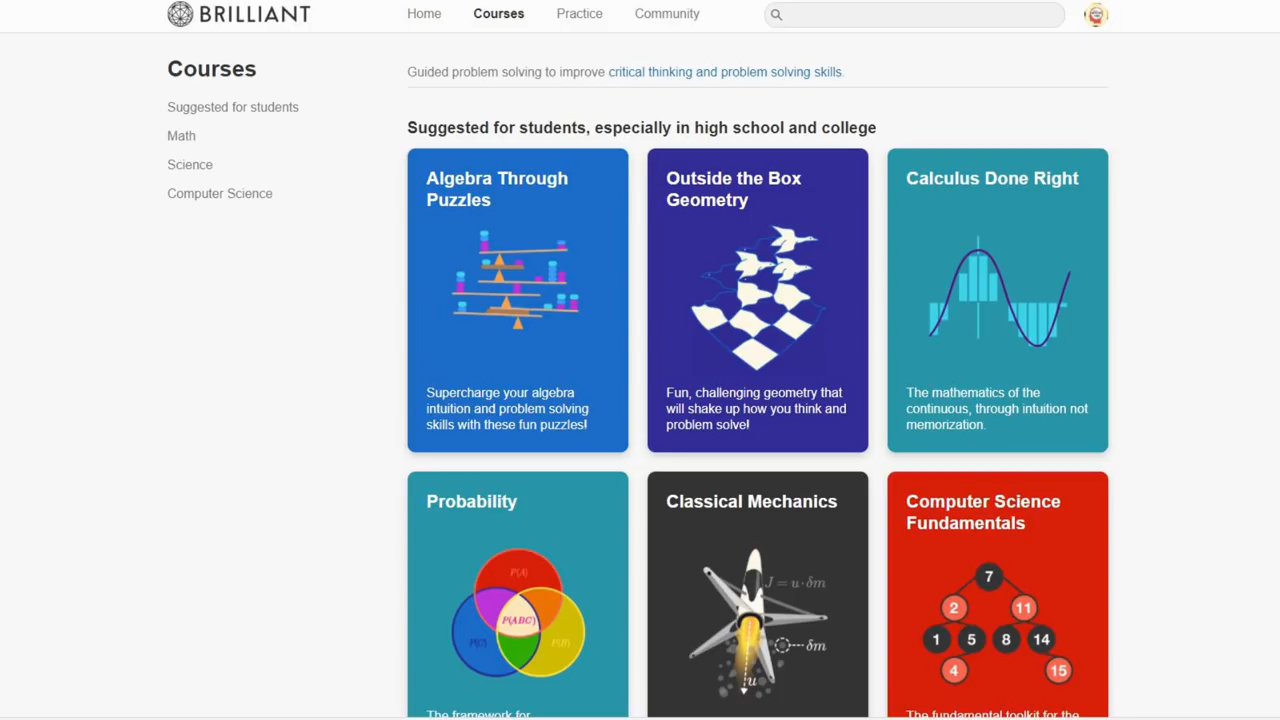 BRILLIANT
Home
Courses
Practice
Community
Courses
Suggested for students
Math
Science
Computer Science
Guided problem solving to improve critical thinking and problem solving skills.
Suggested for students, especially in high school and college
Algebra Through
Puzzles
Supercharge your algebra
intuition and problem solving
skills with these fun puzzles!
Outside the Box
Geometry
Fun, challenging geometry that
will shake up how you think and
problem solve!
Calculus Done Right
The mathematics of the
continuous, through intuition not
memorization.
Probability
P(A)
P(ABC)
P(C)
P(B)
The framework for
Classical Mechanics
J = u · δm
δm
u
Computer Science
Fundamentals
7
2 11
1 5 8 14
4 15
The fundamental toolkit for the